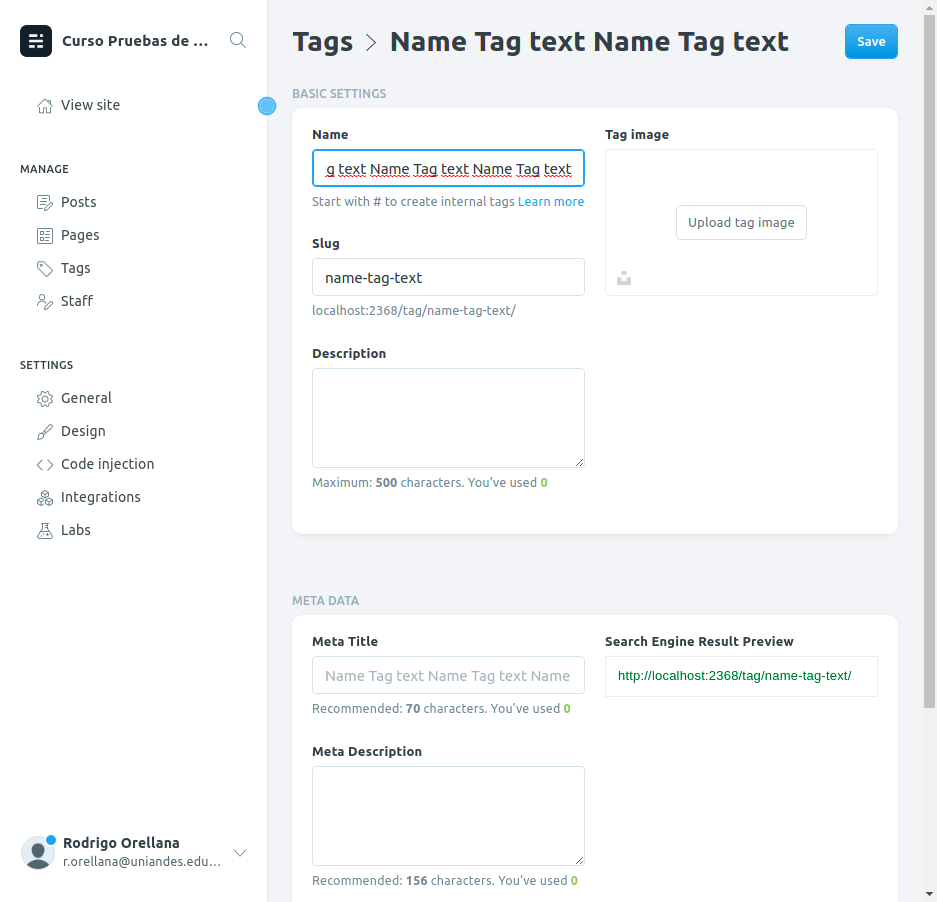 Curso Pruebas de ...
View site
MANAGE
Posts
Pages
Tags
Staff
SETTINGS
General
Design
Code injection
Integrations
Labs
Rodrigo Orellana
r.orellana@uniandes.edu...
Tags > Name Tag text Name Tag text
Save
BASIC SETTINGS
Name
g text Name Tag text Name Tag text
Start with # to create internal tags Learn more
Slug
name-tag-text
localhost:2368/tag/name-tag-text/
Description
Maximum: 500 characters. You've used 0
Tag image
Upload tag image
META DATA
Meta Title
Name Tag text Name Tag text Name
Recommended: 70 characters. You've used 0
Meta Description
Recommended: 156 characters. You've used 0
Search Engine Result Preview
http://localhost:2368/tag/name-tag-text/